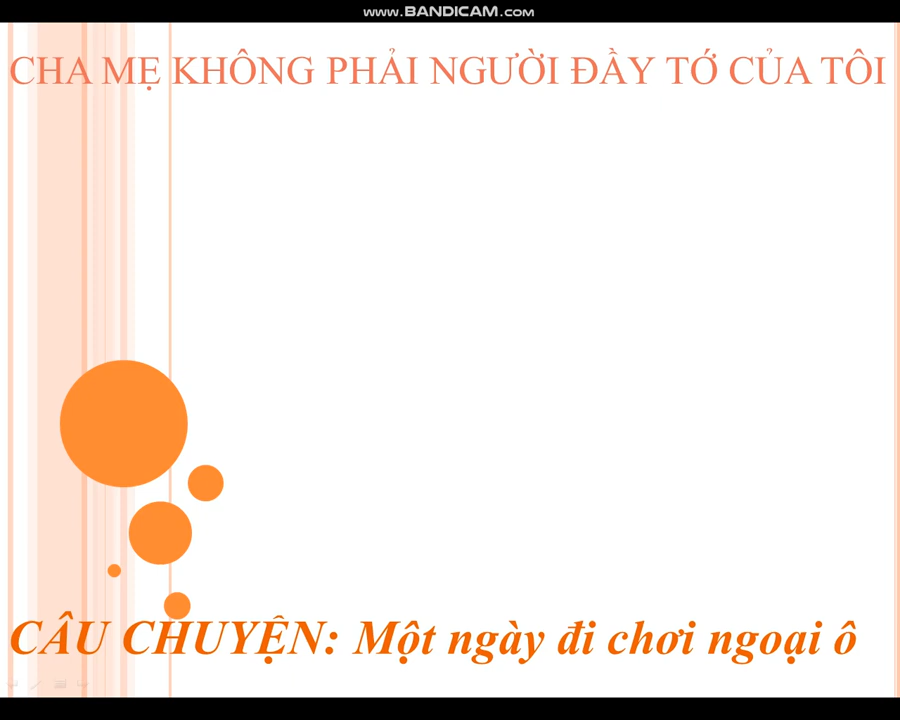 www.BANDICAM.com
CHA MẸ KHÔNG PHẢI NGƯỜI ĐẦY TỚ CỦA TÔI
CÂU CHUYỆN: Một ngày đi chơi ngoại ô